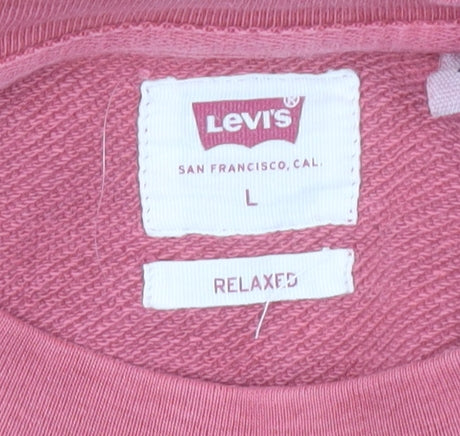 Levi's®
SAN FRANCISCO, CAL.
L
RELAXED